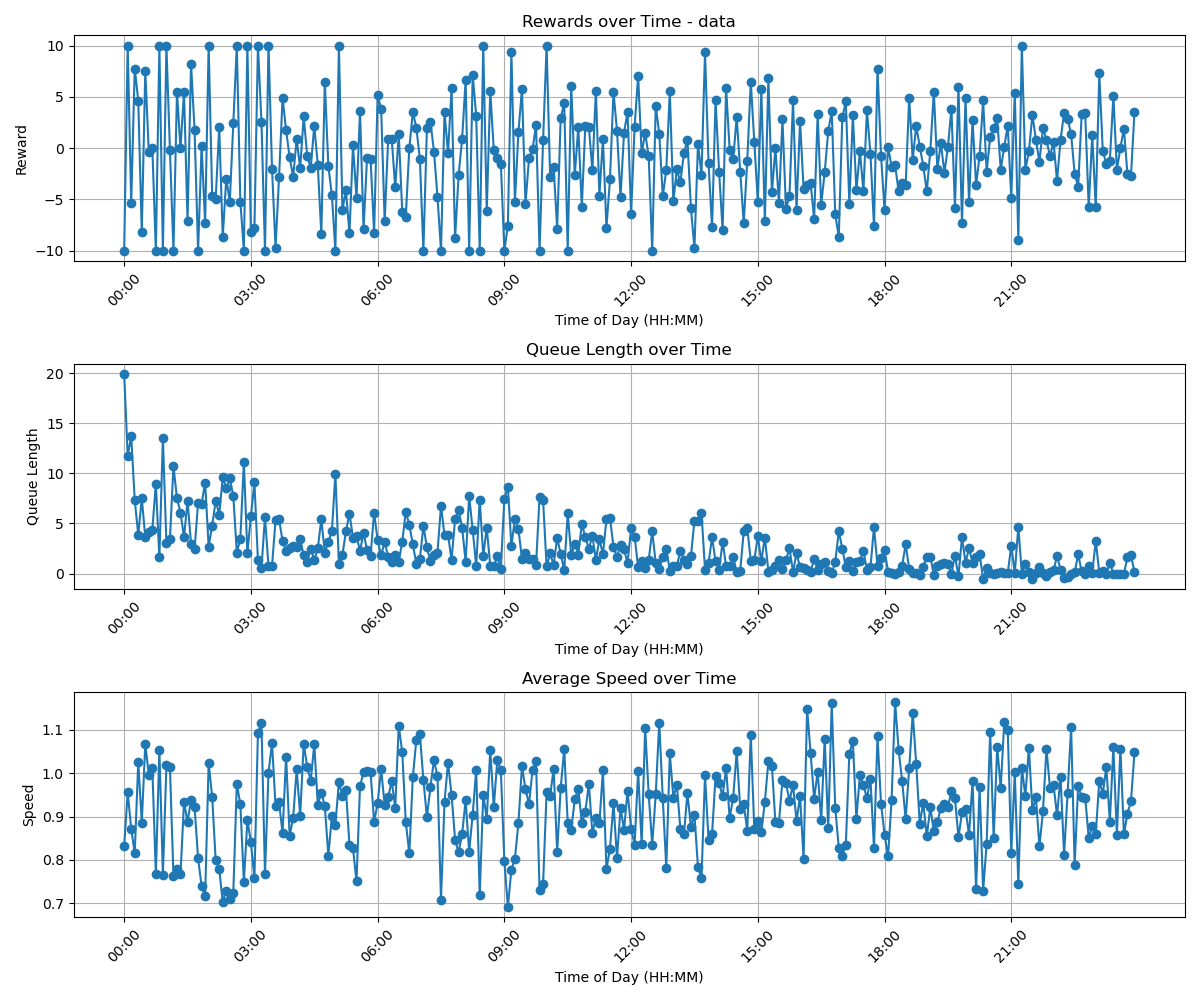 Rewards over Time - data
10
5
0
−5
−10
Reward
00:00 03:00 06:00 09:00 12:00 15:00 18:00 21:00
Time of Day (HH:MM)
Queue Length over Time
20
15
10
5
0
Queue Length
00:00 03:00 06:00 09:00 12:00 15:00 18:00 21:00
Time of Day (HH:MM)
Average Speed over Time
1.1
1.0
0.9
0.8
0.7
Speed
00:00 03:00 06:00 09:00 12:00 15:00 18:00 21:00
Time of Day (HH:MM)